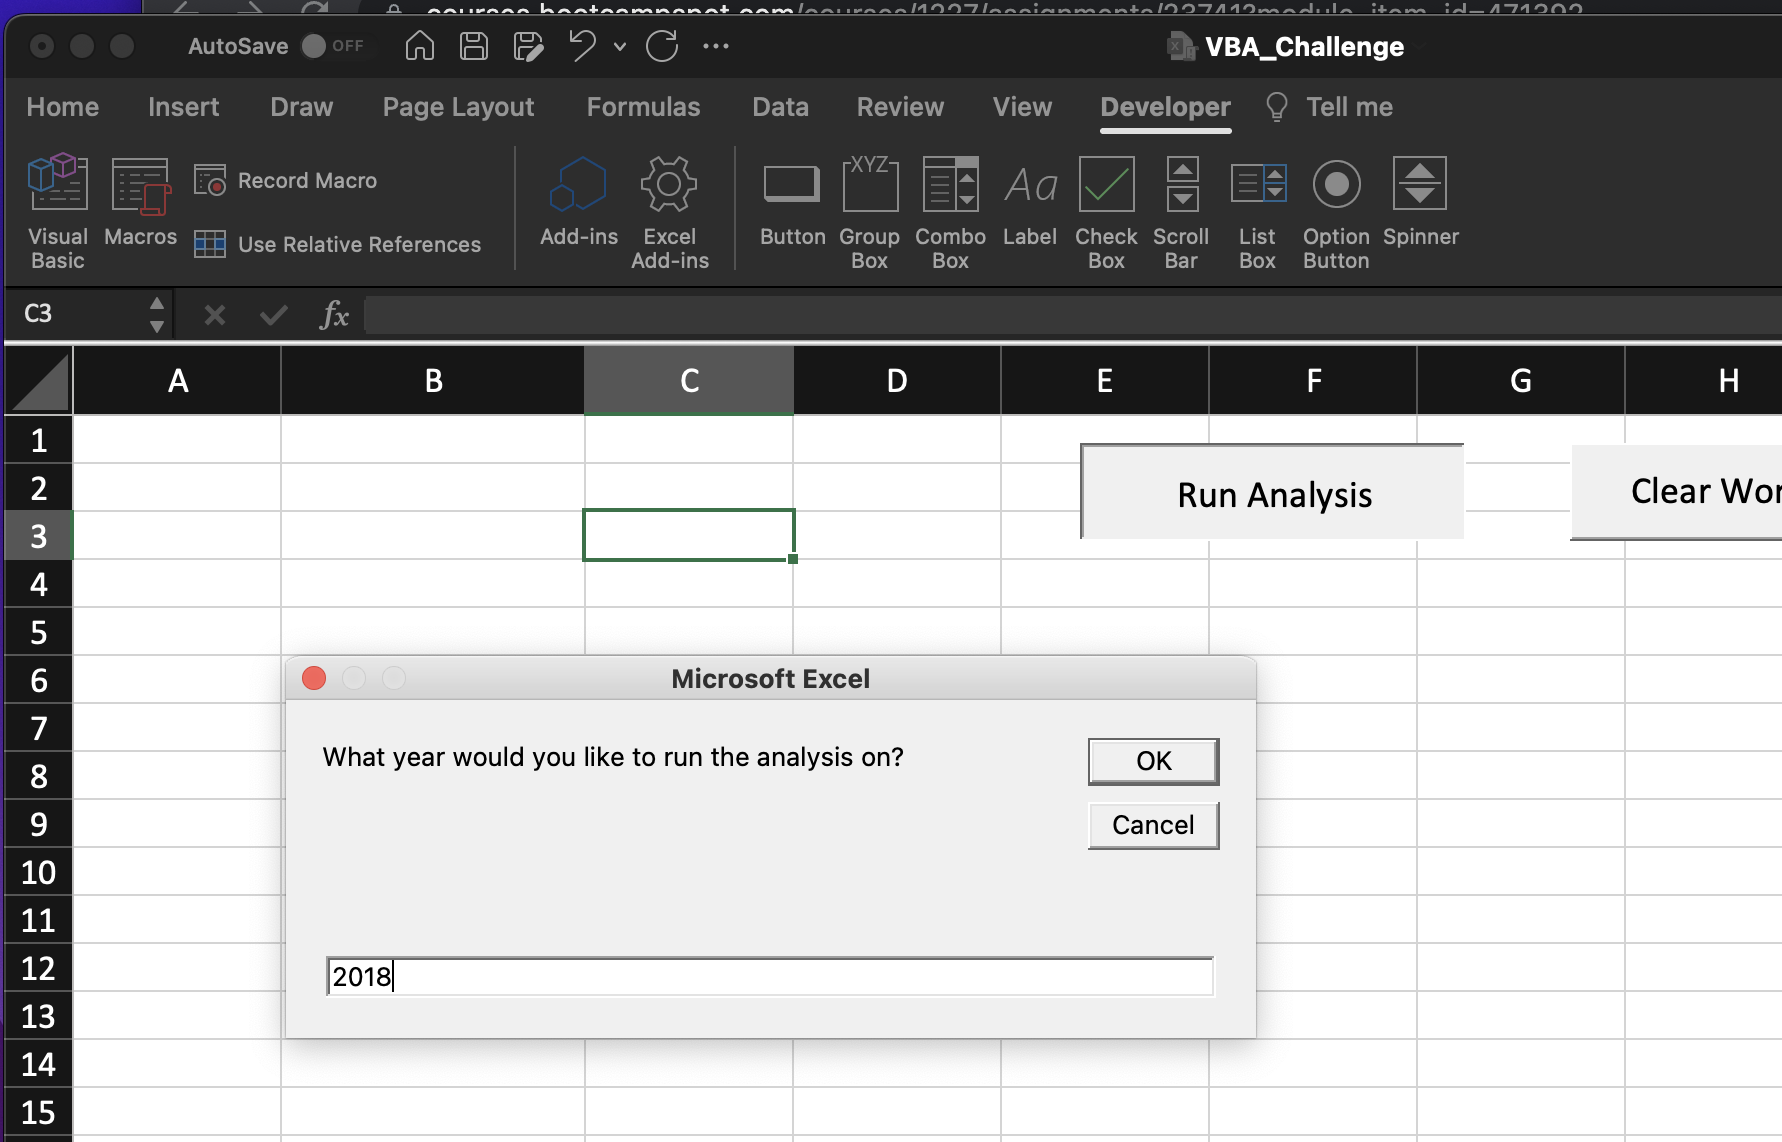 courses.bootcampspot.com/courses/1227/assignments/23741?module_item_id=471392
AutoSave OFF
VBA_Challenge
Home Insert Draw Page Layout Formulas Data Review View Developer Tell me
Visual Basic
Macros
Record Macro
Use Relative References
Add-ins
Excel Add-ins
Button
Group Box
XYZ
Combo Box
Aa
Label
Check Box
Scroll Bar
List Box
Option Button
Spinner
C3
fx
A B C D E F G H
1
2
3
4
5
6
7
8
9
10
11
12
13
14
15
Run Analysis
Clear Wor
Microsoft Excel
What year would you like to run the analysis on?
OK
Cancel
2018